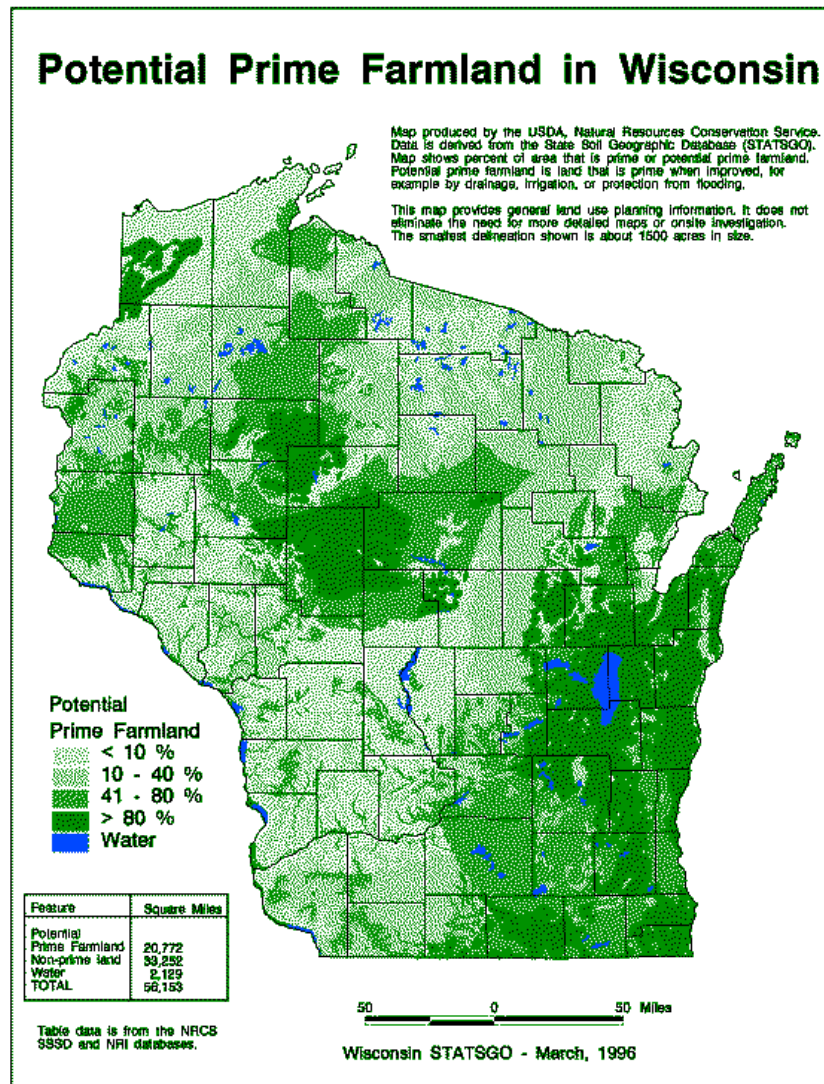 Potential Prime Farmland in Wisconsin
Map produced by the USDA, Natural Resources Conservation Service.
Data is derived from the State Soil Geographic Database (STATSGO).
Map shows percent of area that is prime or potential prime farmland.
Potential prime farmland is land that is prime when improved, for
example by drainage, irrigation, or protection from flooding.
This map provides general land use planning information. It does not
eliminate the need for more detailed maps or onsite investigation.
The smallest delineation shown is about 1500 acres in size.
Potential
Prime Farmland
< 10 %
10 - 40 %
41 - 80 %
> 80 %
Water
Feature Square Miles
Potential
Prime Farmland 20,772
Non-prime land 33,252
Water 2,129
TOTAL 56,153
Table data is from the NRCS
SSSD and NRI databases.
50 0 50 Miles
Wisconsin STATSGO - March, 1996